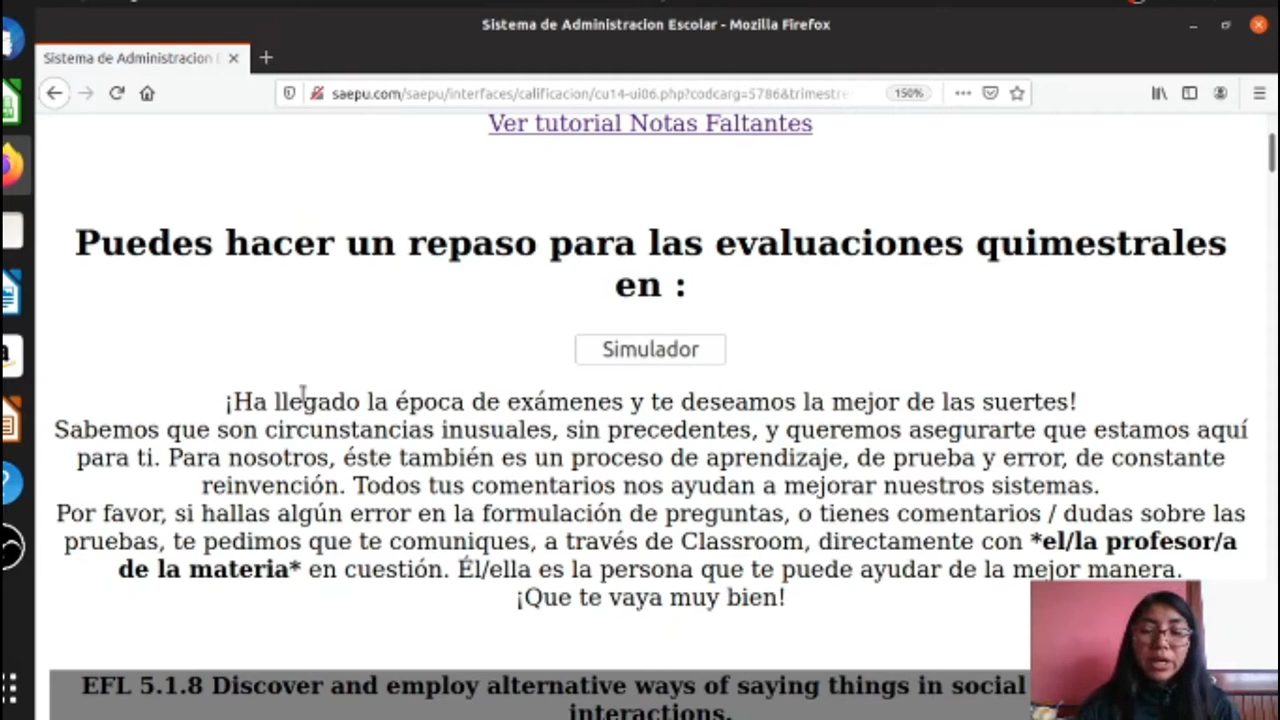 Sistema de Administracion Escolar - Mozilla Firefox
Sistema de Administracion
saepu.com/saepu/interfaces/calificacion/cu14-ui06.php?codcarg=5786&trimestre
150%
Ver tutorial Notas Faltantes
Puedes hacer un repaso para las evaluaciones quimestrales
en :
Simulador
¡Ha llegado la época de exámenes y te deseamos la mejor de las suertes!
Sabemos que son circunstancias inusuales, sin precedentes, y queremos asegurarte que estamos aquí
para ti. Para nosotros, éste también es un proceso de aprendizaje, de prueba y error, de constante
reinvención. Todos tus comentarios nos ayudan a mejorar nuestros sistemas.
Por favor, si hallas algún error en la formulación de preguntas, o tienes comentarios / dudas sobre las
pruebas, te pedimos que te comuniques, a través de Classroom, directamente con *el/la profesor/a
de la materia* en cuestión. Él/ella es la persona que te puede ayudar de la mejor manera.
¡Que te vaya muy bien!
EFL 5.1.8 Discover and employ alternative ways of saying things in social
interactions.